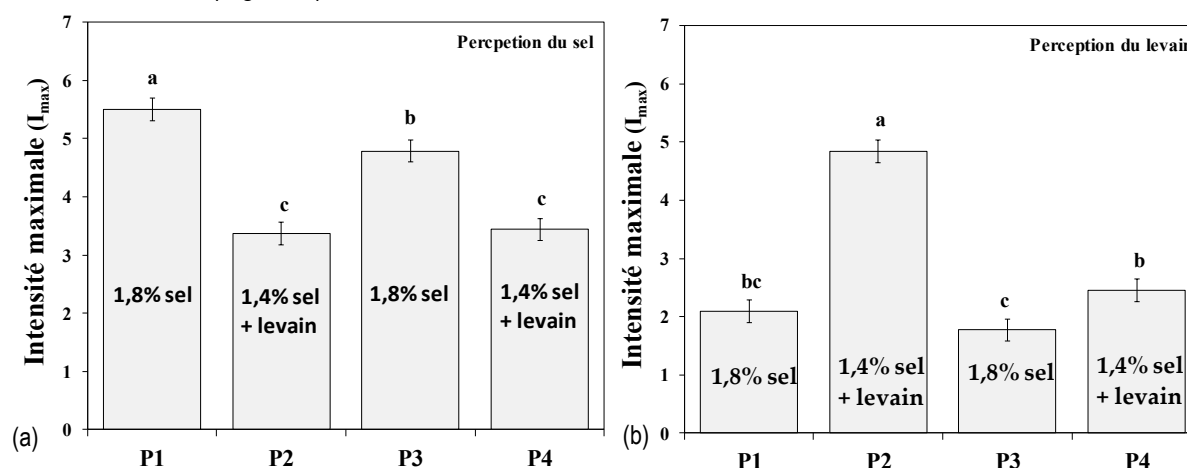 Percpetion du sel
Intensité maximale (I_max)
7
6
5
4
3
2
1
0
a
c
b
c
1,8% sel
1,4% sel
+ levain
1,8% sel
1,4% sel
+ levain
(a)
P1
P2
P3
P4
Perception du levain
Intensité maximale (I_max)
7
6
5
4
3
2
1
0
bc
a
c
b
1,8% sel
1,4% sel
+ levain
1,8% sel
1,4% sel
+ levain
(b)
P1
P2
P3
P4